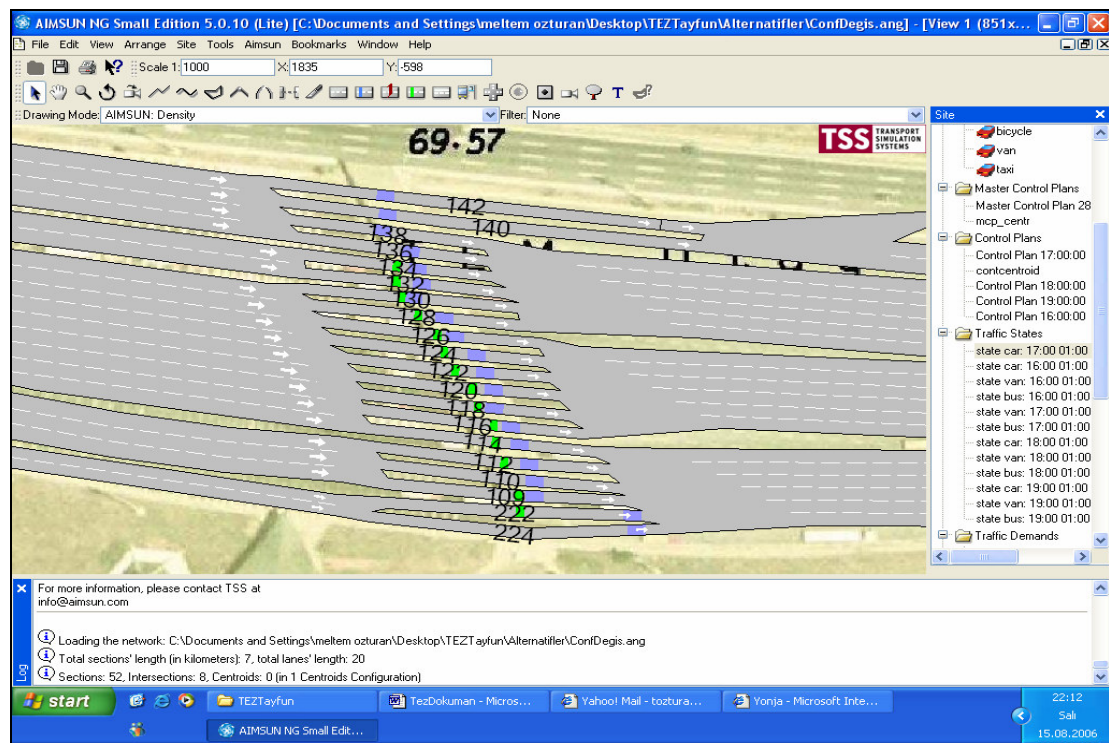 AIMSUN NG Small Edition 5.0.10 (Lite) [C:\Documents and Settings\meltem ozturan\Desktop\TEZTayfun\Alternatifler\ConfDegis.ang] - [View 1 (851x...
File Edit View Arrange Site Tools Aimsun Bookmarks Window Help
Scale 1: 1000 X: 1835 Y: -598
Drawing Mode: AIMSUN: Density Filter: None
69.57
TSS TRANSPORT SIMULATION SYSTEMS
142
140
138
136
134
132
130
128
126
124
122
120
118
116
114
112
110
109
222
224
Site
bicycle
van
taxi
Master Control Plans
Master Control Plan 28
mcp_centr
Control Plans
Control Plan 17:00:00
contcentroid
Control Plan 18:00:00
Control Plan 19:00:00
Control Plan 16:00:00
Traffic States
state car: 17:00 01:00
state car: 16:00 01:00
state van: 16:00 01:00
state bus: 16:00 01:00
state van: 17:00 01:00
state bus: 17:00 01:00
state car: 18:00 01:00
state van: 18:00 01:00
state bus: 18:00 01:00
state car: 19:00 01:00
state van: 19:00 01:00
state bus: 19:00 01:00
Traffic Demands
For more information, please contact TSS at
info@aimsun.com
Loading the network: C:\Documents and Settings\meltem ozturan\Desktop\TEZTayfun\Alternatifler\ConfDegis.ang
Total sections' length (in kilometers): 7, total lanes' length: 20
Sections: 52, Intersections: 8, Centroids: 0 (in 1 Centroids Configuration)
Log
start TEZTayfun TezDokuman - Micros... Yahoo! Mail - toztura... Yonja - Microsoft Inte... 22:12
Salı
AIMSUN NG Small Edit... 15.08.2006